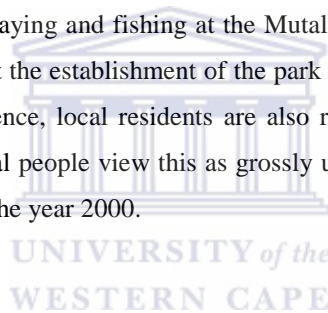 aying and fishing at the Mutal
t the establishment of the park
ence, local residents are also r
al people view this as grossly u
he year 2000.
UNIVERSITY of the
WESTERN CAPE